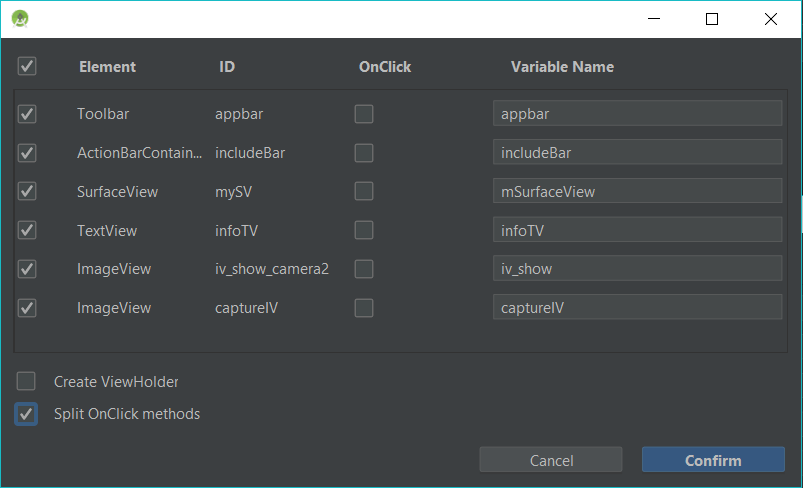 Element ID OnClick Variable Name
Toolbar appbar appbar
ActionBarContain... includeBar includeBar
SurfaceView mySV mSurfaceView
TextView infoTV infoTV
ImageView iv_show_camera2 iv_show
ImageView captureIV captureIV
Create ViewHolder
Split OnClick methods
Cancel Confirm